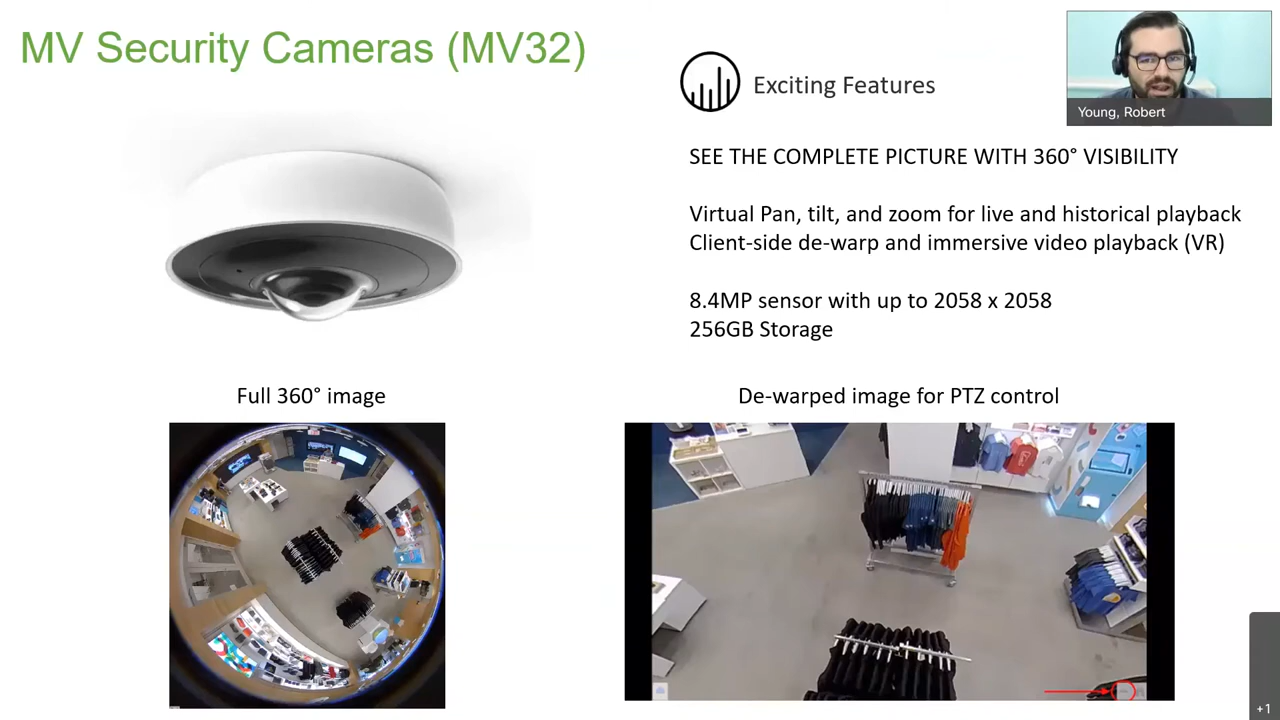 MV Security Cameras (MV32)
Exciting Features
Young, Robert
SEE THE COMPLETE PICTURE WITH 360° VISIBILITY
Virtual Pan, tilt, and zoom for live and historical playback
Client-side de-warp and immersive video playback (VR)
8.4MP sensor with up to 2058 x 2058
256GB Storage
Full 360° image
De-warped image for PTZ control
+1